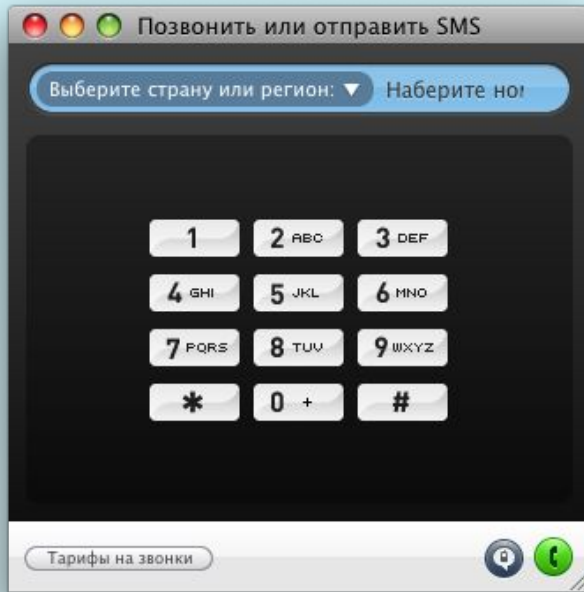 Позвонить или отправить SMS
Выберите страну или регион: Наберите
1 2 ABC 3 DEF
4 GHI 5 JKL 6 MNO
7 PQRS 8 TUV 9 WXYZ
* 0 + #
Тарифы на звонки